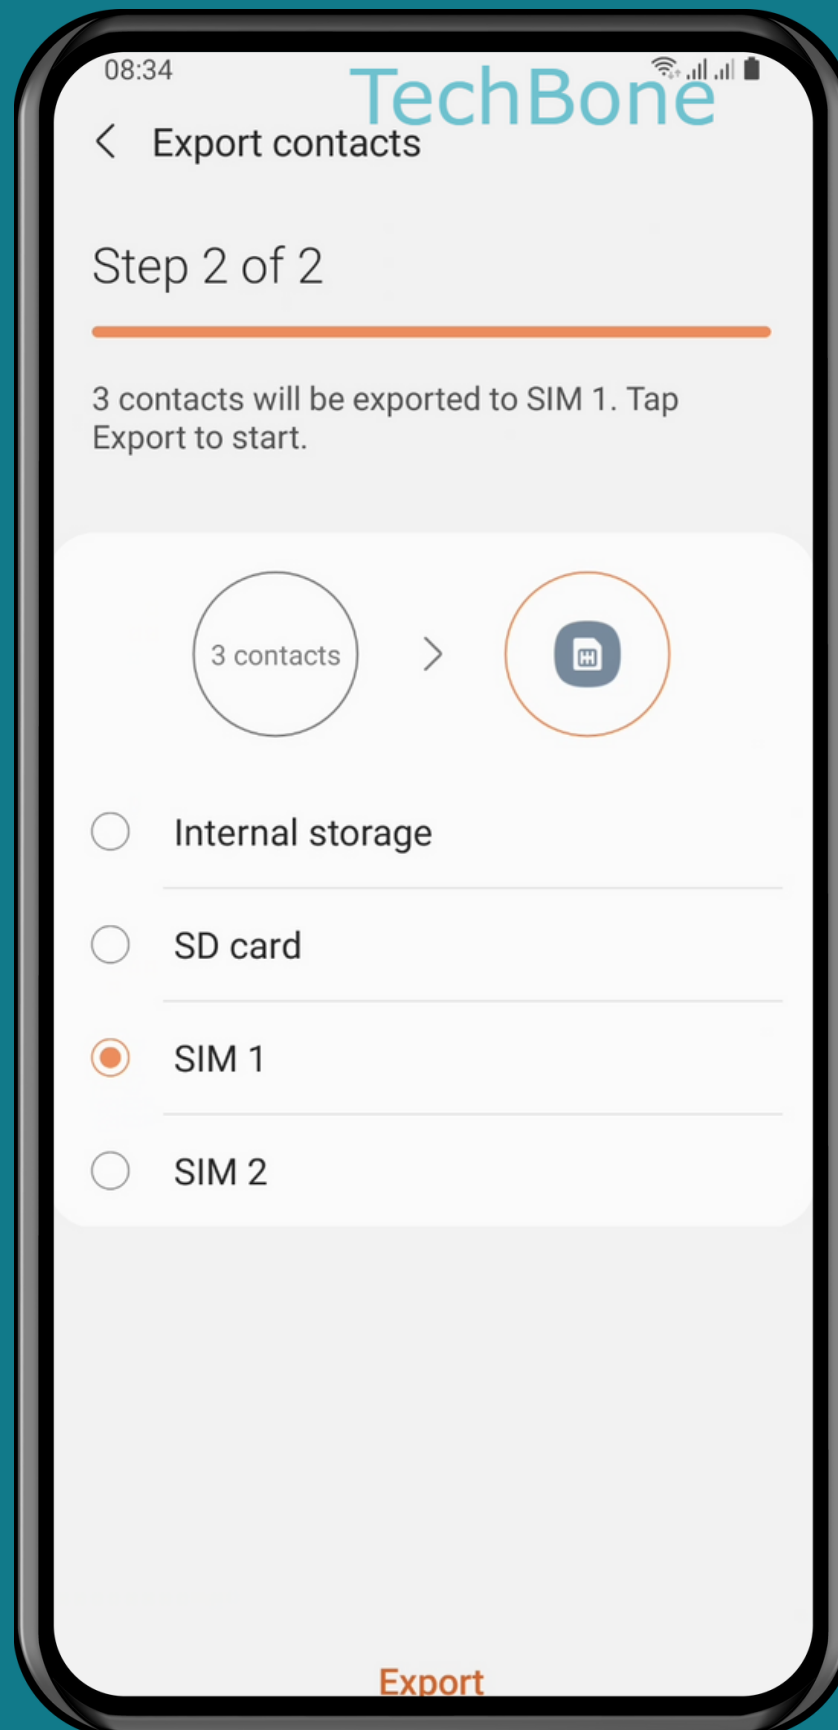 08:34
TechBone
Export contacts
Step 2 of 2
3 contacts will be exported to SIM 1. Tap
Export to start.
3 contacts
Internal storage
SD card
SIM 1
SIM 2
Export